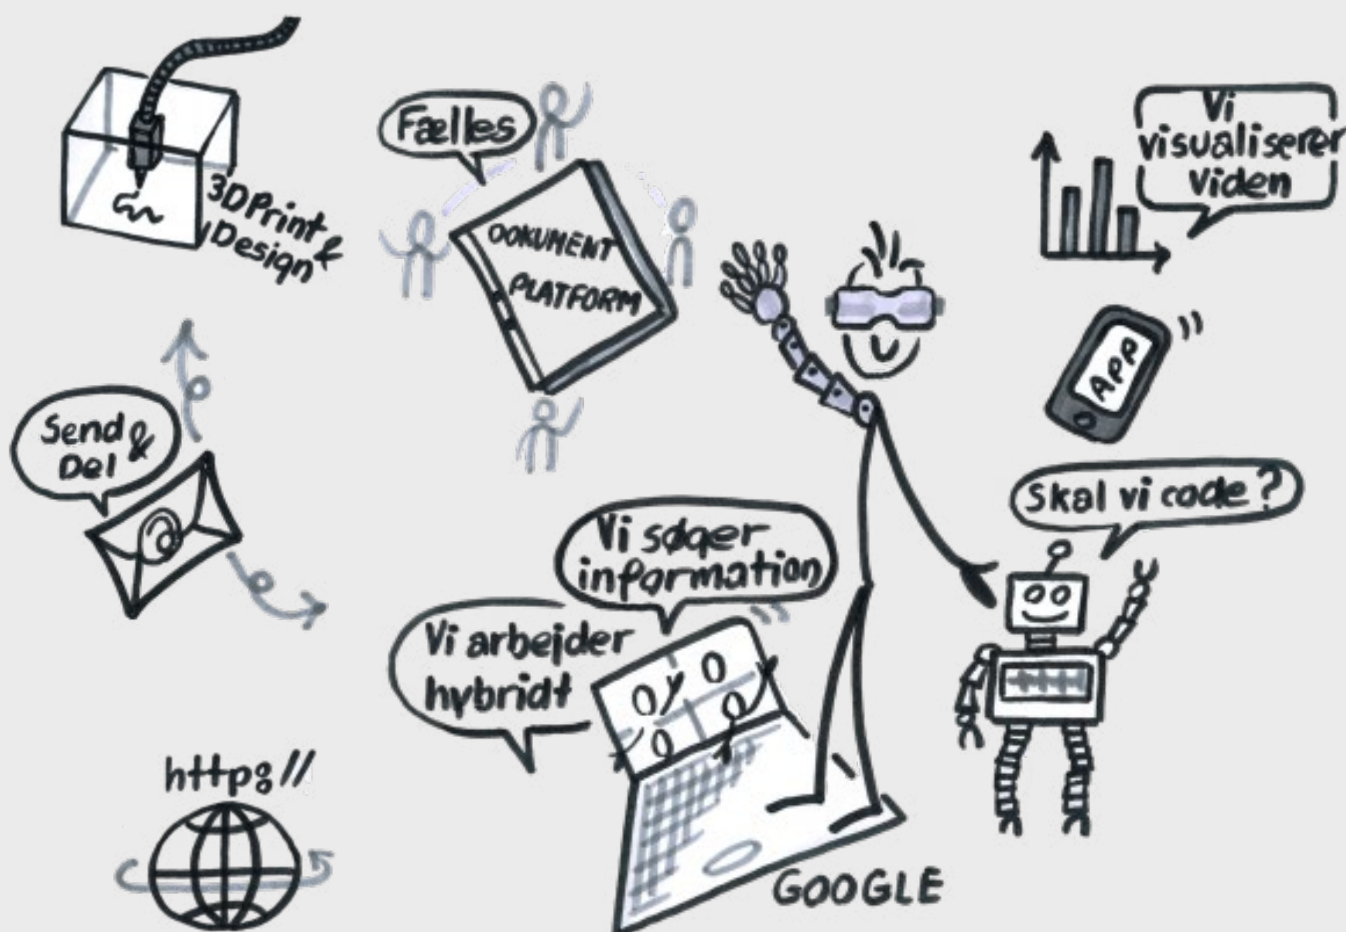 3D Print &
Design
Fælles
DOKUMENT
PLATFORM
Vi
visualiserer
viden
APP
Send &
Del
@
Skal vi code?
Vi søger
information
Vi arbejder
hybridt
http://
GOOGLE